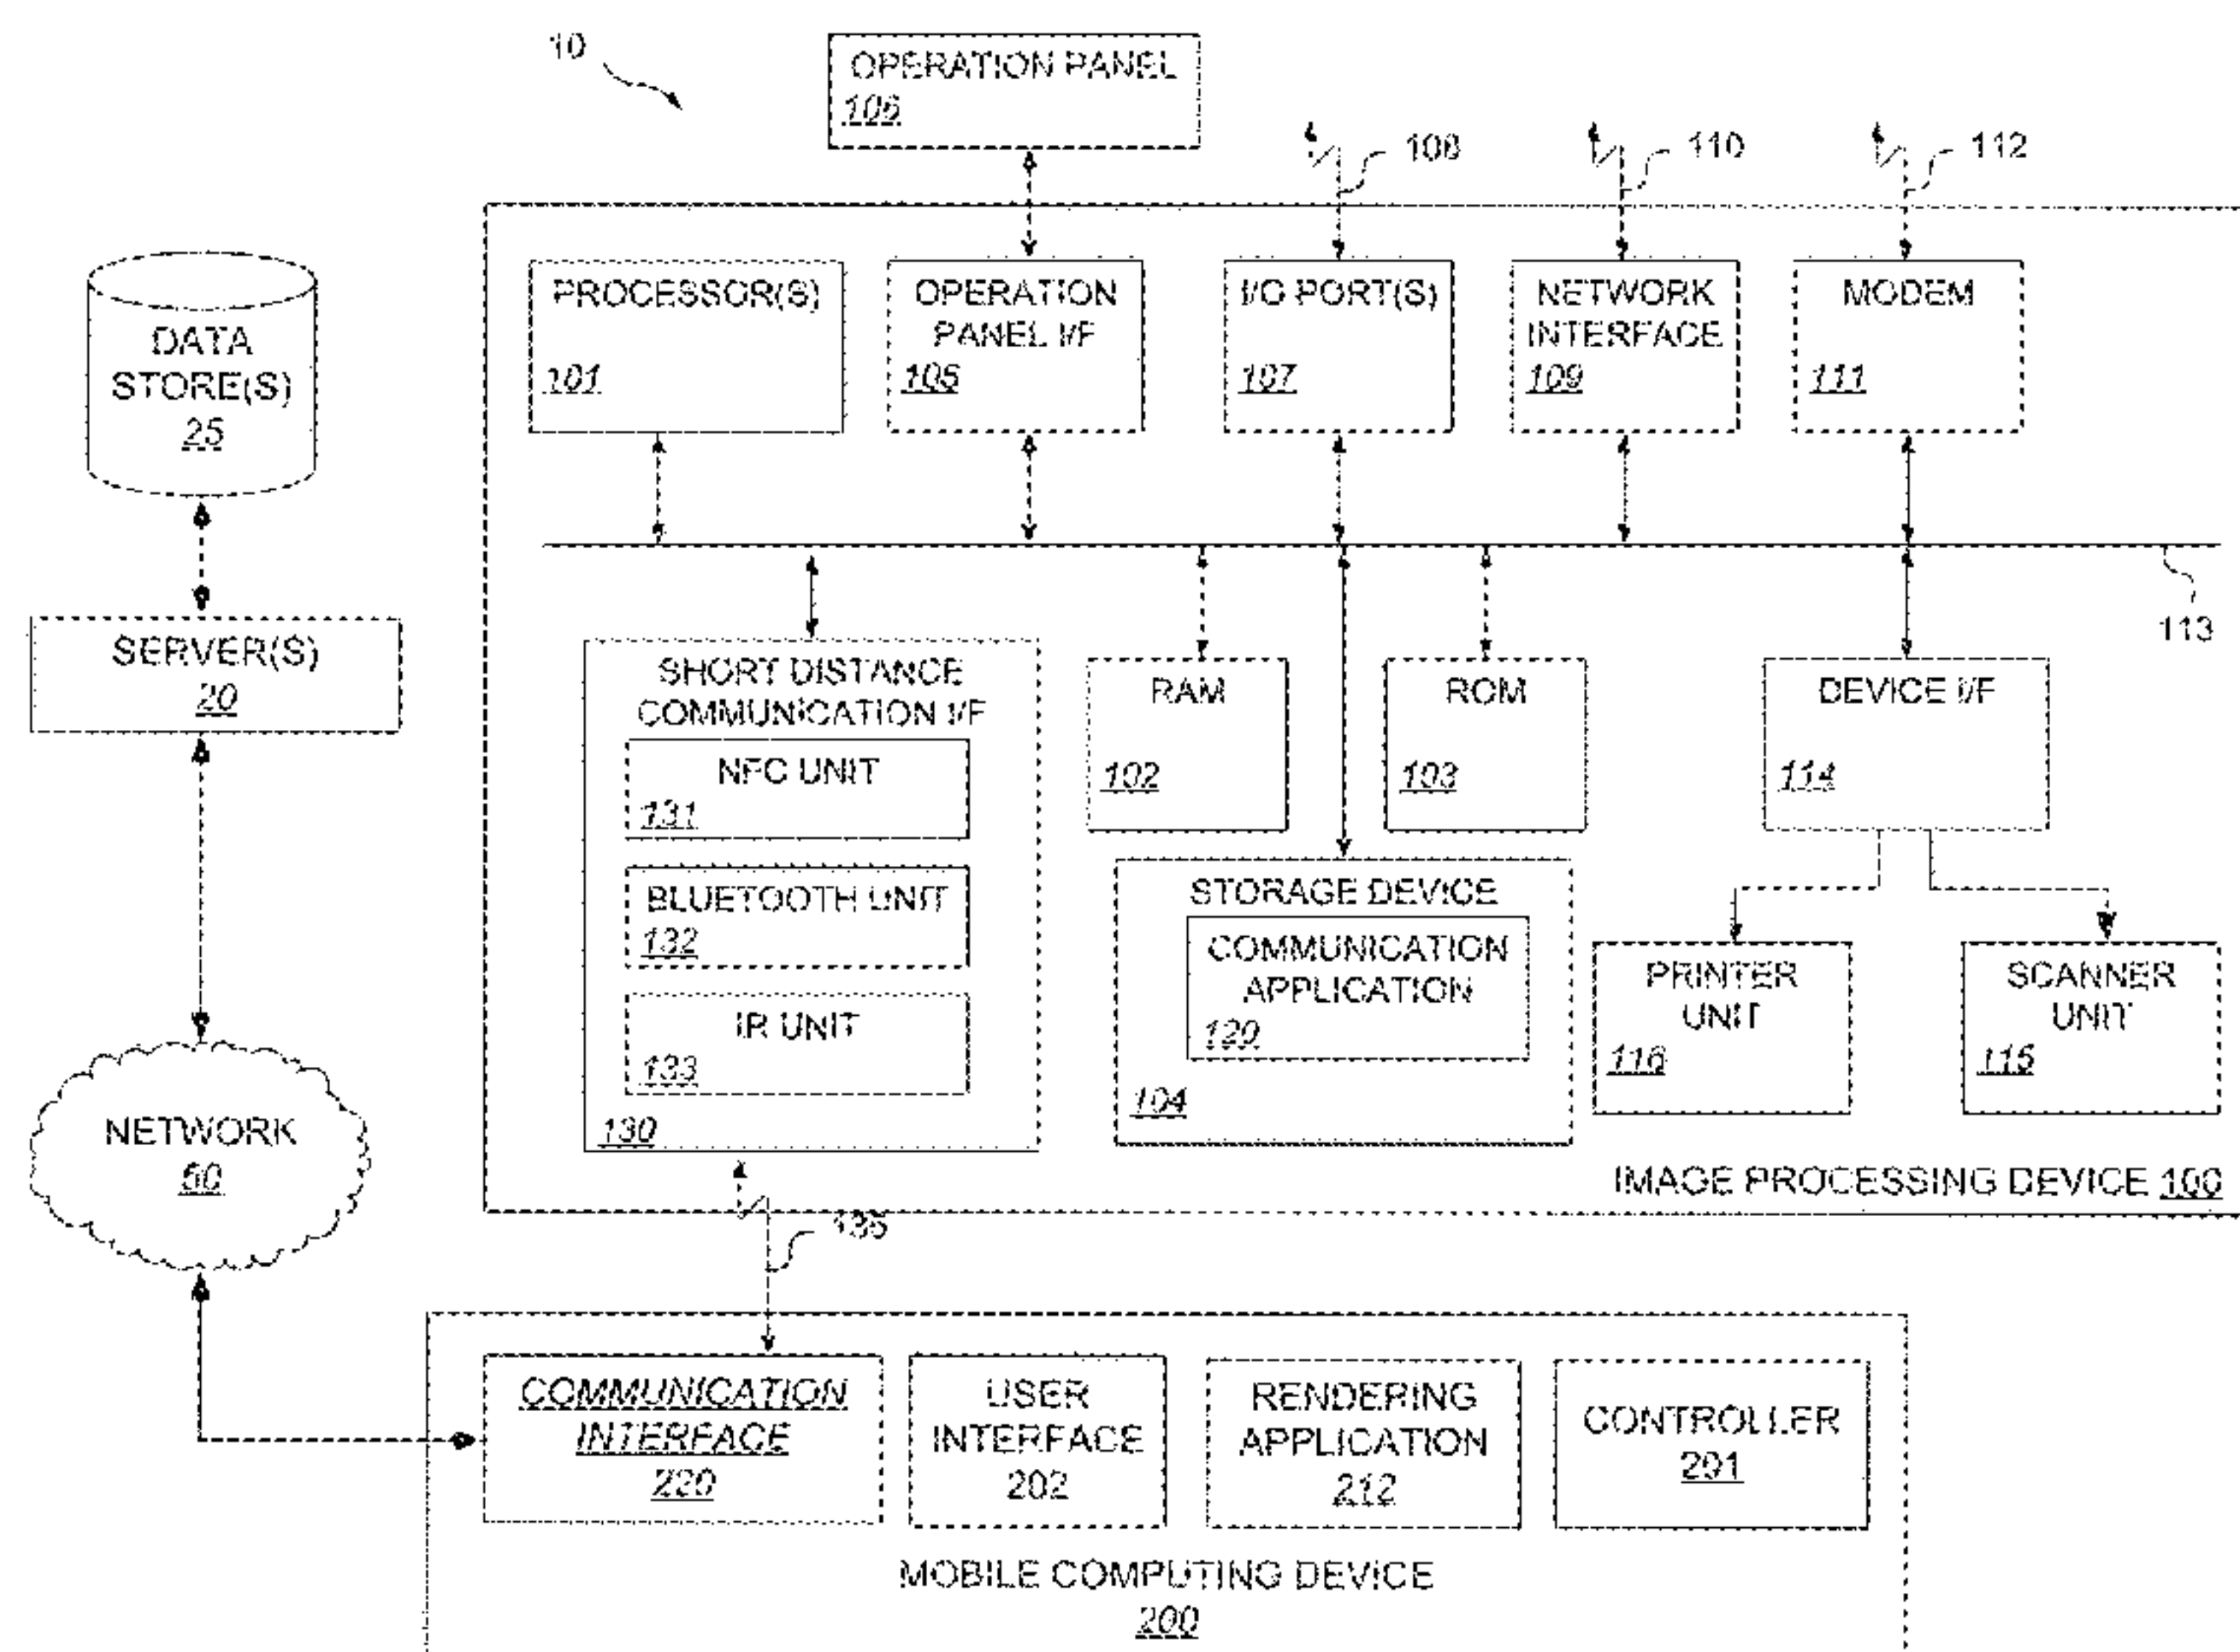 10
OPERATION PANEL
106
108
110
112
PROCESSOR(S)
101
OPERATION
PANEL I/F
105
I/O PORT(S)
107
NETWORK
INTERFACE
109
MODEM
111
DATA
STORE(S)
25
113
SERVER(S)
20
SHORT DISTANCE
COMMUNICATION I/F
NFC UNIT
131
BLUETOOTH UNIT
132
IR UNIT
133
130
RAM
102
ROM
103
DEVICE I/F
114
STORAGE DEVICE
COMMUNICATION
APPLICATION
120
104
PRINTER
UNIT
116
SCANNER
UNIT
115
NETWORK
50
IMAGE PROCESSING DEVICE 100
135
COMMUNICATION
INTERFACE
220
USER
INTERFACE
202
RENDERING
APPLICATION
212
CONTROLLER
201
MOBILE COMPUTING DEVICE
200